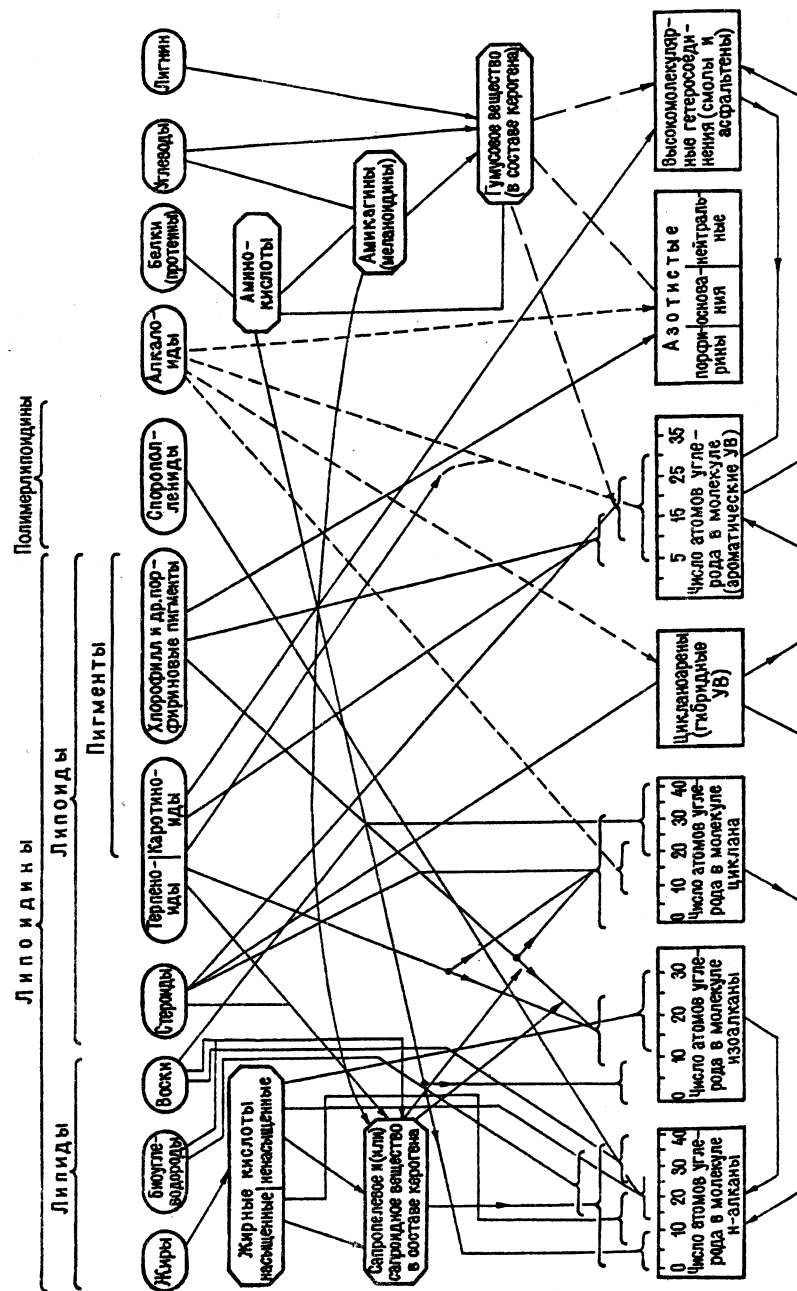 Липоидины
Полимерлипоидины
Липиды
Липоиды
Пигменты
Жиры
Биоугле-
водороды
Воски
Стероиды
Терпено-
иды
Каротино-
иды
Хлорофилл и др. пор-
фириновые пигменты
Споропол-
лениды
Алкало-
иды
Белки
(протеины)
Углеводы
Лигнин
Жирные кислоты
насыщенные
ненасыщенные
Амино-
кислоты
Амикагины
(меланоидины)
Сапропелевое и(или)
сапроидное вещество
в составе керогена
Гумусовое вещество
(в составе керогена)
0 10 20 30 40
Число атомов угле-
рода в молекуле
н-алканы
0 10 20 30
Число атомов угле-
рода в молекуле
изоалканы
0 10 20 30 40
Число атомов угле-
рода в молекуле
циклана
Цикланоарены
(гибридные
УВ)
5 15 25 35
Число атомов угле-
рода в молекуле
(ароматические УВ)
Азотистые
порфи-
рины
основа-
ния
нейтраль-
ные
Высокомолекуляр-
ные гетеросоеди-
нения (смолы и
асфальтены)